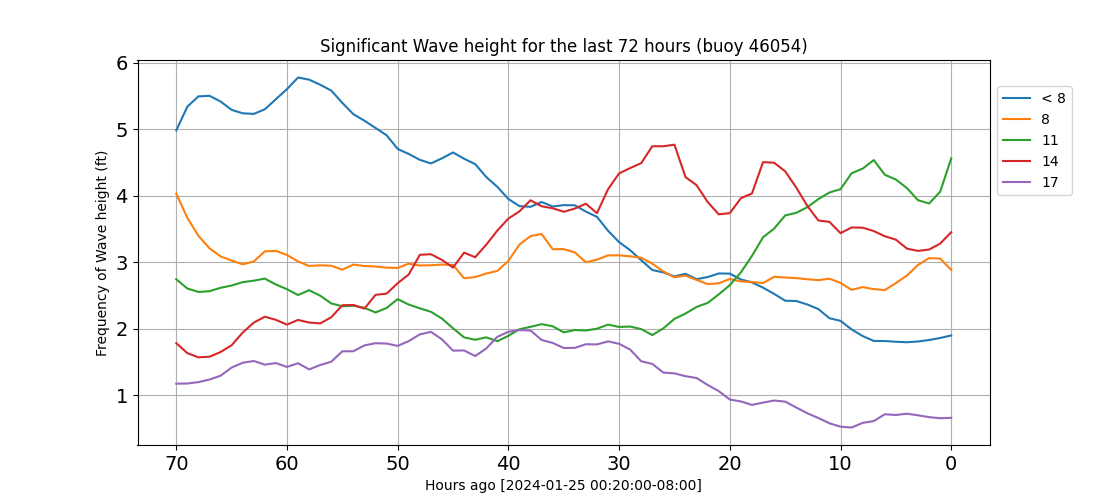 Significant Wave height for the last 72 hours (buoy 46054)
Frequency of Wave height (ft)
6
5
4
3
2
1
70 60 50 40 30 20 10 0
Hours ago [2024-01-25 00:20:00-08:00]
< 8
8
11
14
17